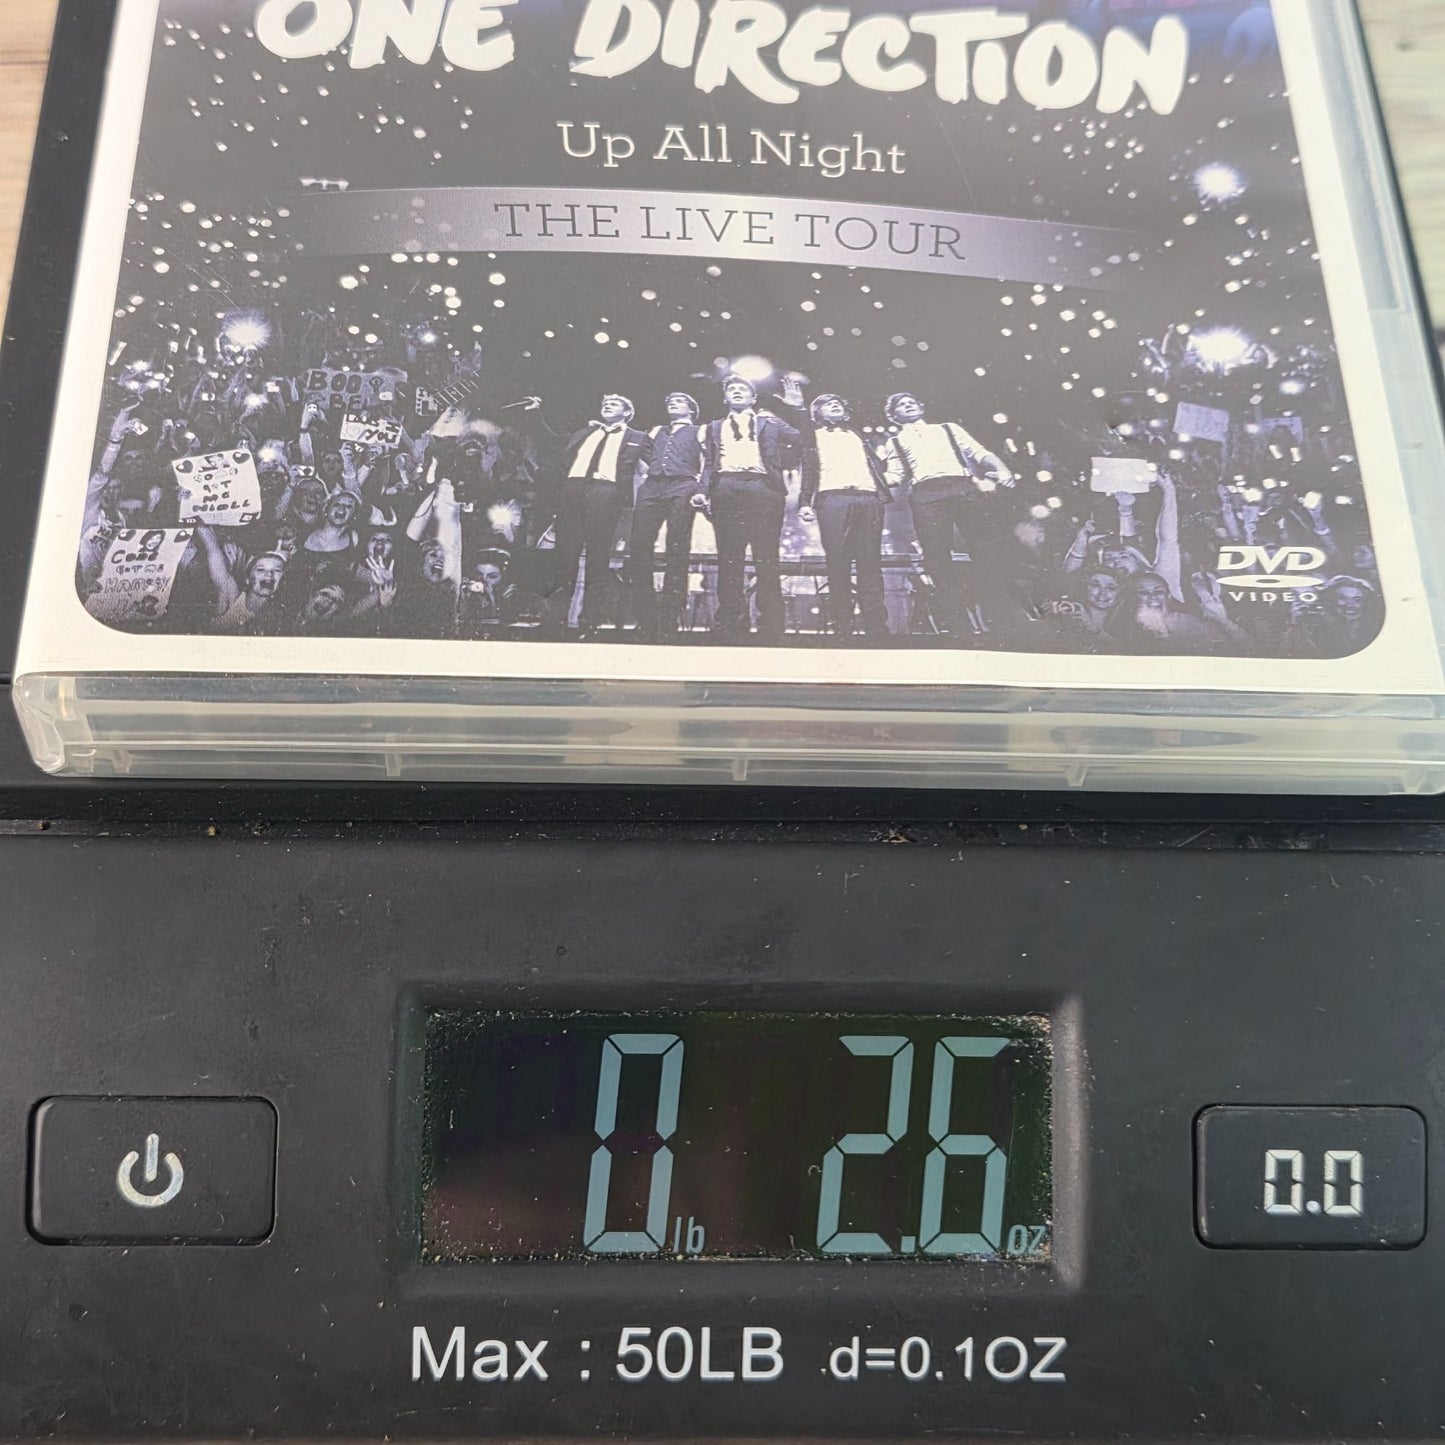 ONE DIRECTION
Up All Night
THE LIVE TOUR
DVD
VIDEO
0 lb 2.6 oz
0.0
Max : 50LB d=0.1OZ